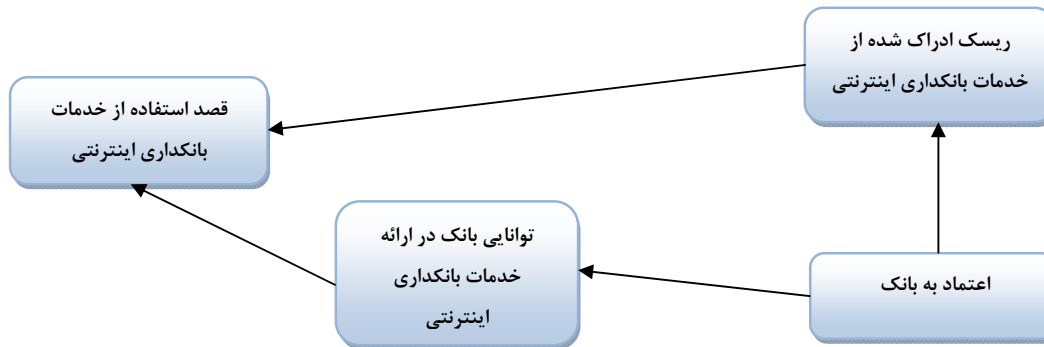 ریسک ادراک شده از
خدمات بانکداری اینترنتی
قصد استفاده از خدمات
بانکداری اینترنتی
توانایی بانک در ارائه
خدمات بانکداری
اینترنتی
اعتماد به بانک